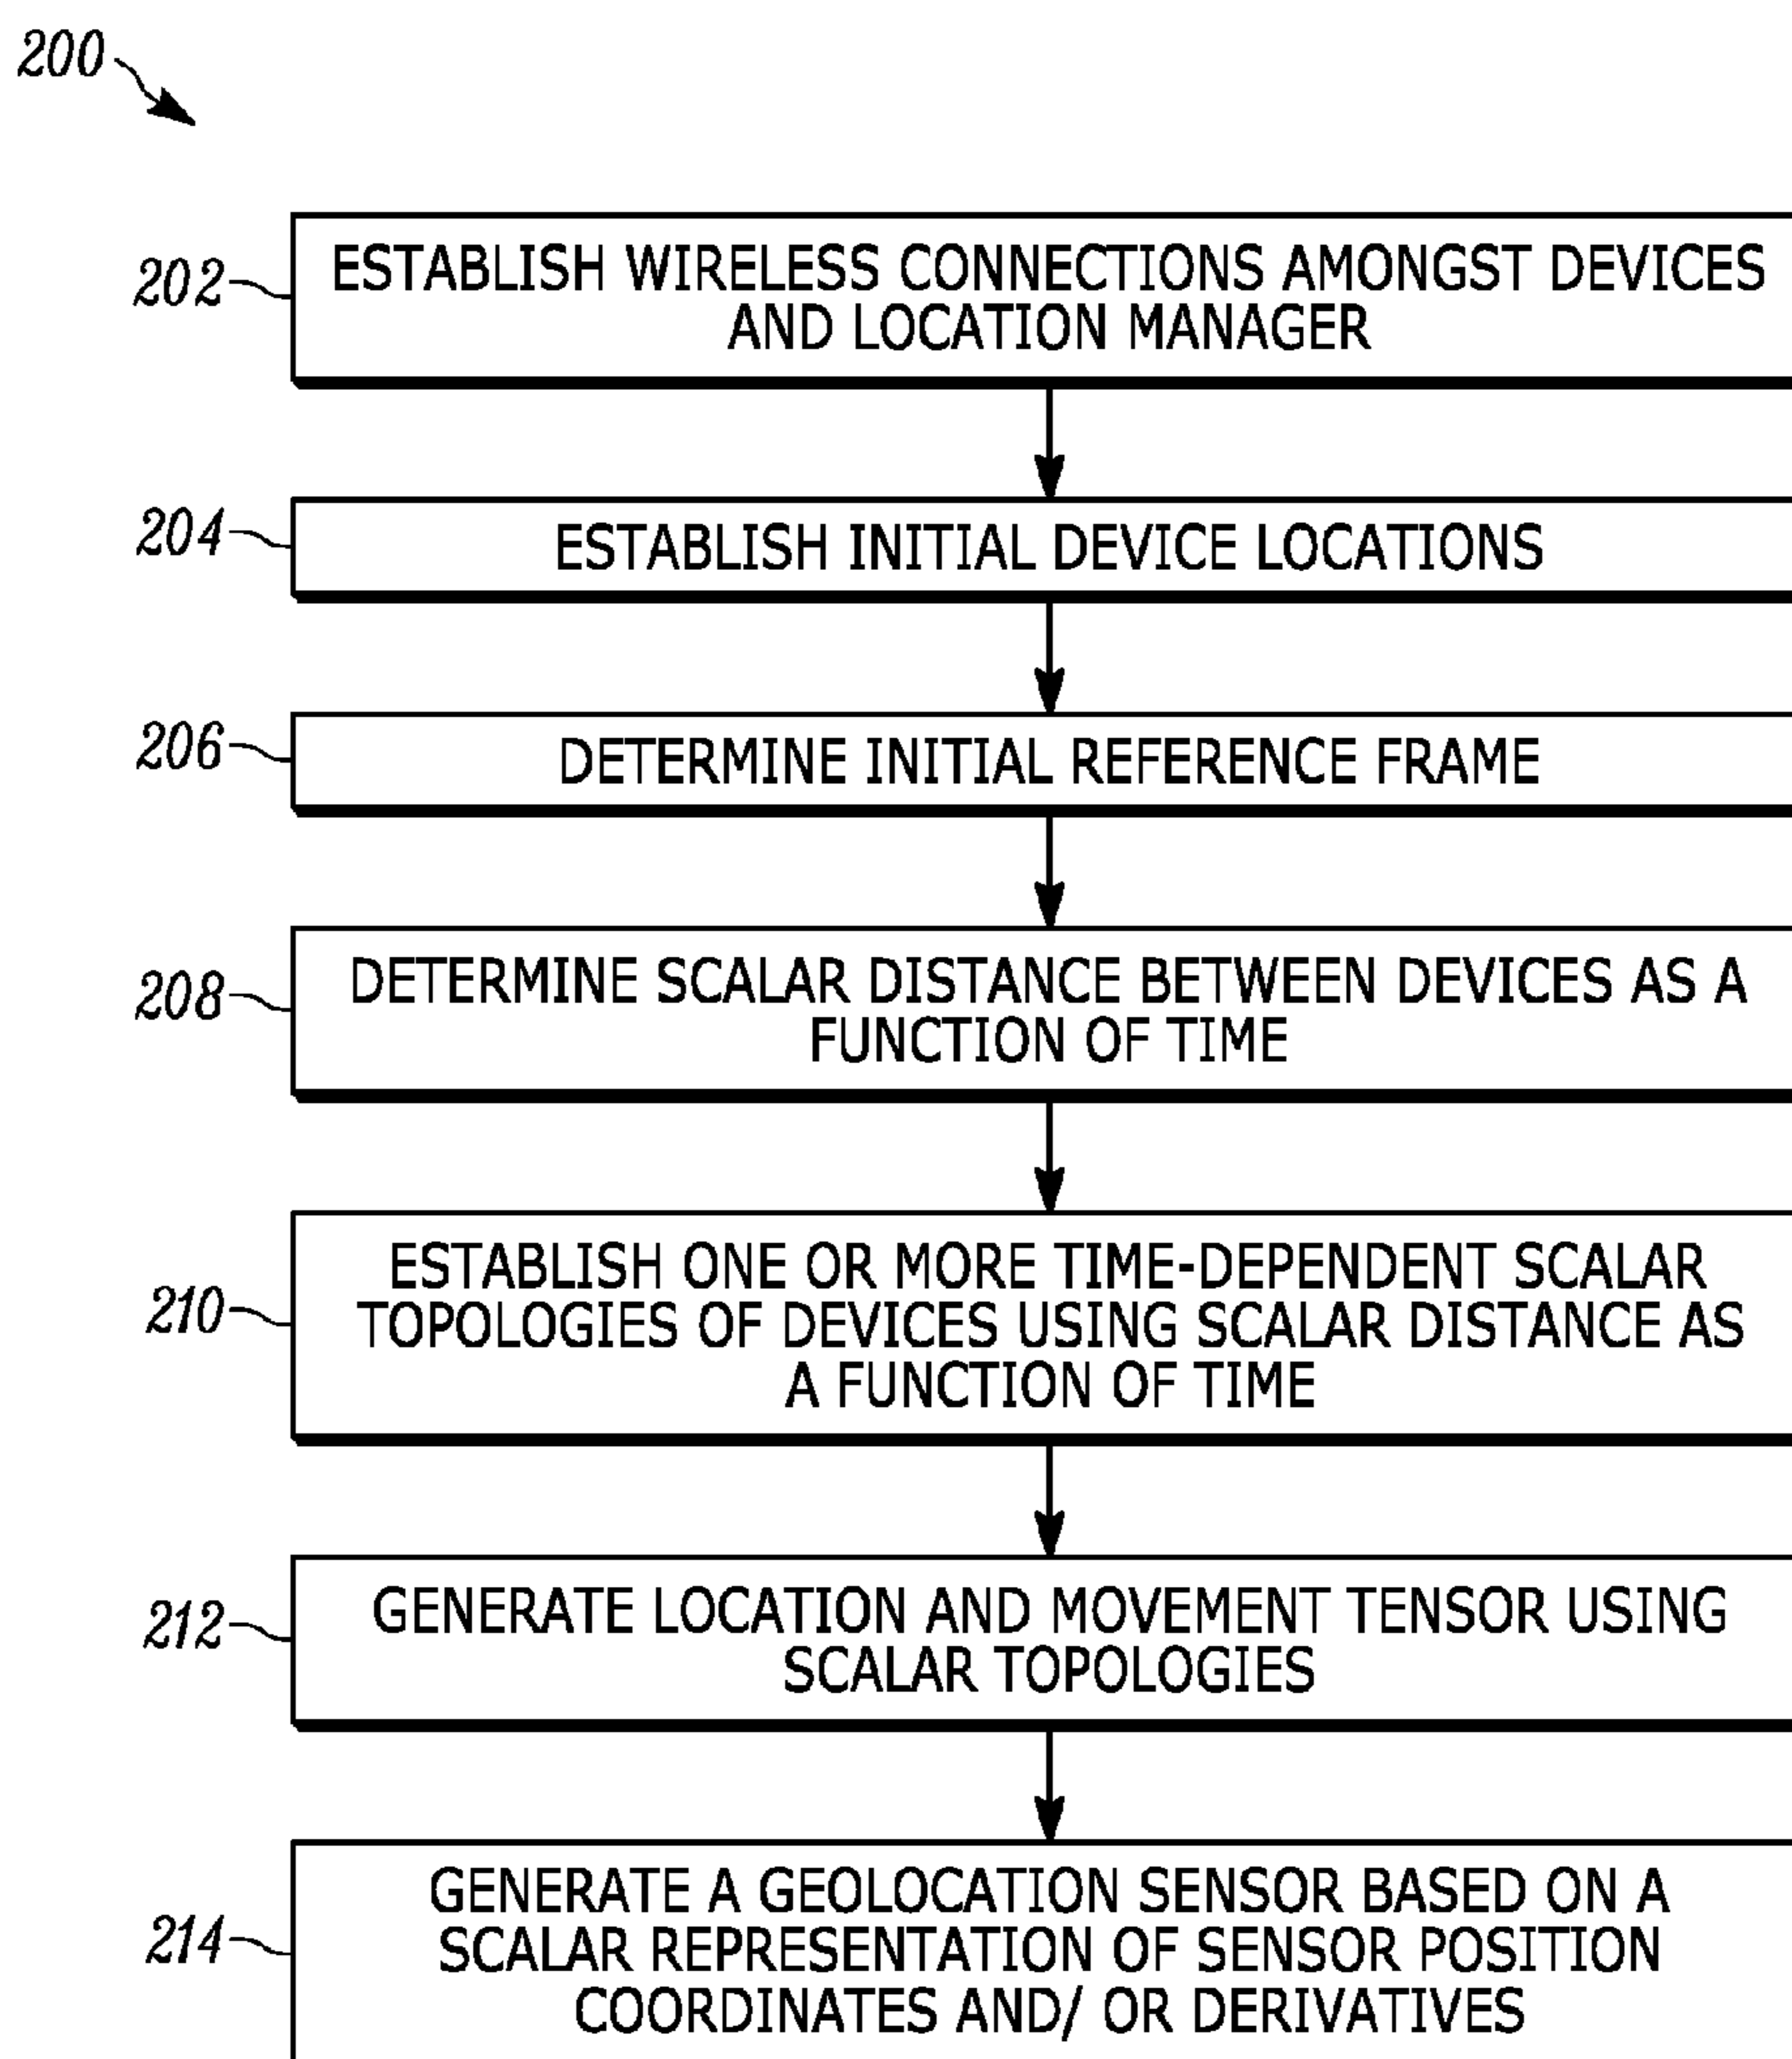 200
202
ESTABLISH WIRELESS CONNECTIONS AMONGST DEVICES
AND LOCATION MANAGER
204
ESTABLISH INITIAL DEVICE LOCATIONS
206
DETERMINE INITIAL REFERENCE FRAME
208
DETERMINE SCALAR DISTANCE BETWEEN DEVICES AS A
FUNCTION OF TIME
210
ESTABLISH ONE OR MORE TIME-DEPENDENT SCALAR
TOPOLOGIES OF DEVICES USING SCALAR DISTANCE AS
A FUNCTION OF TIME
212
GENERATE LOCATION AND MOVEMENT TENSOR USING
SCALAR TOPOLOGIES
214
GENERATE A GEOLOCATION SENSOR BASED ON A
SCALAR REPRESENTATION OF SENSOR POSITION
COORDINATES AND/ OR DERIVATIVES